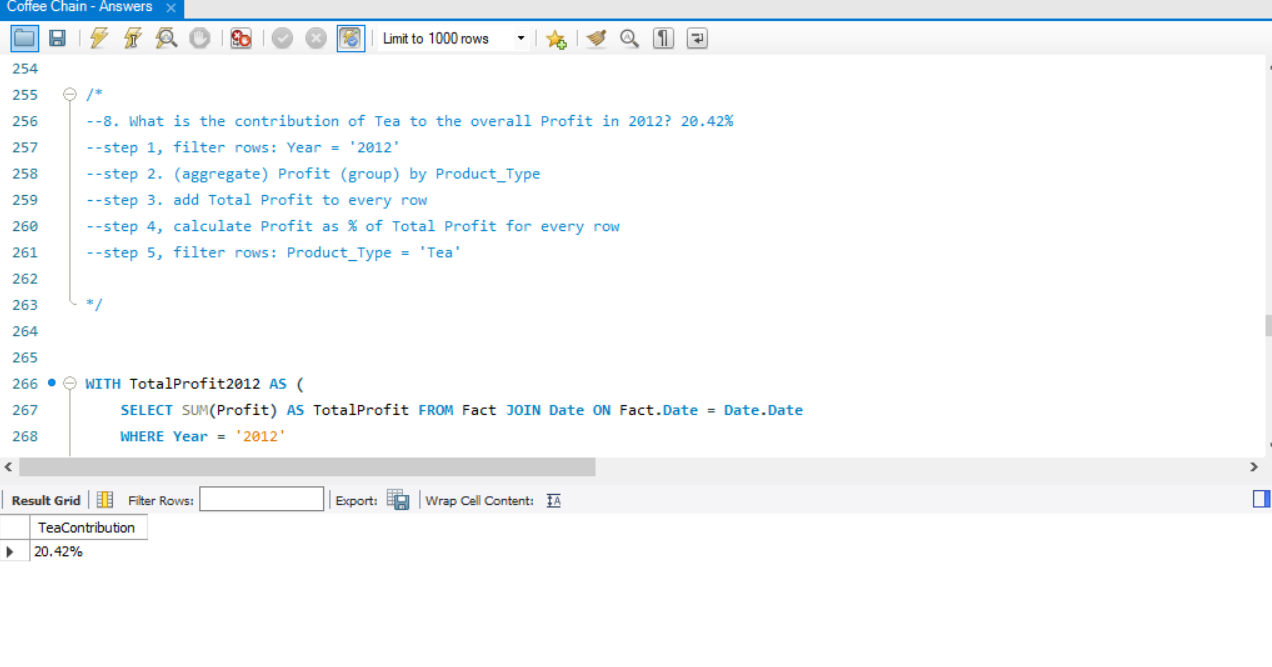 Coffee Chain - Answers
Limit to 1000 rows
254
255 /*
256 --8. What is the contribution of Tea to the overall Profit in 2012? 20.42%
257 --step 1, filter rows: Year = '2012'
258 --step 2. (aggregate) Profit (group) by Product_Type
259 --step 3. add Total Profit to every row
260 --step 4, calculate Profit as % of Total Profit for every row
261 --step 5, filter rows: Product_Type = 'Tea'
262
263 */
264
265
266 WITH TotalProfit2012 AS (
267 SELECT SUM(Profit) AS TotalProfit FROM Fact JOIN Date ON Fact.Date = Date.Date
268 WHERE Year = '2012'
Result Grid Filter Rows: Export: Wrap Cell Content:
TeaContribution
20.42%